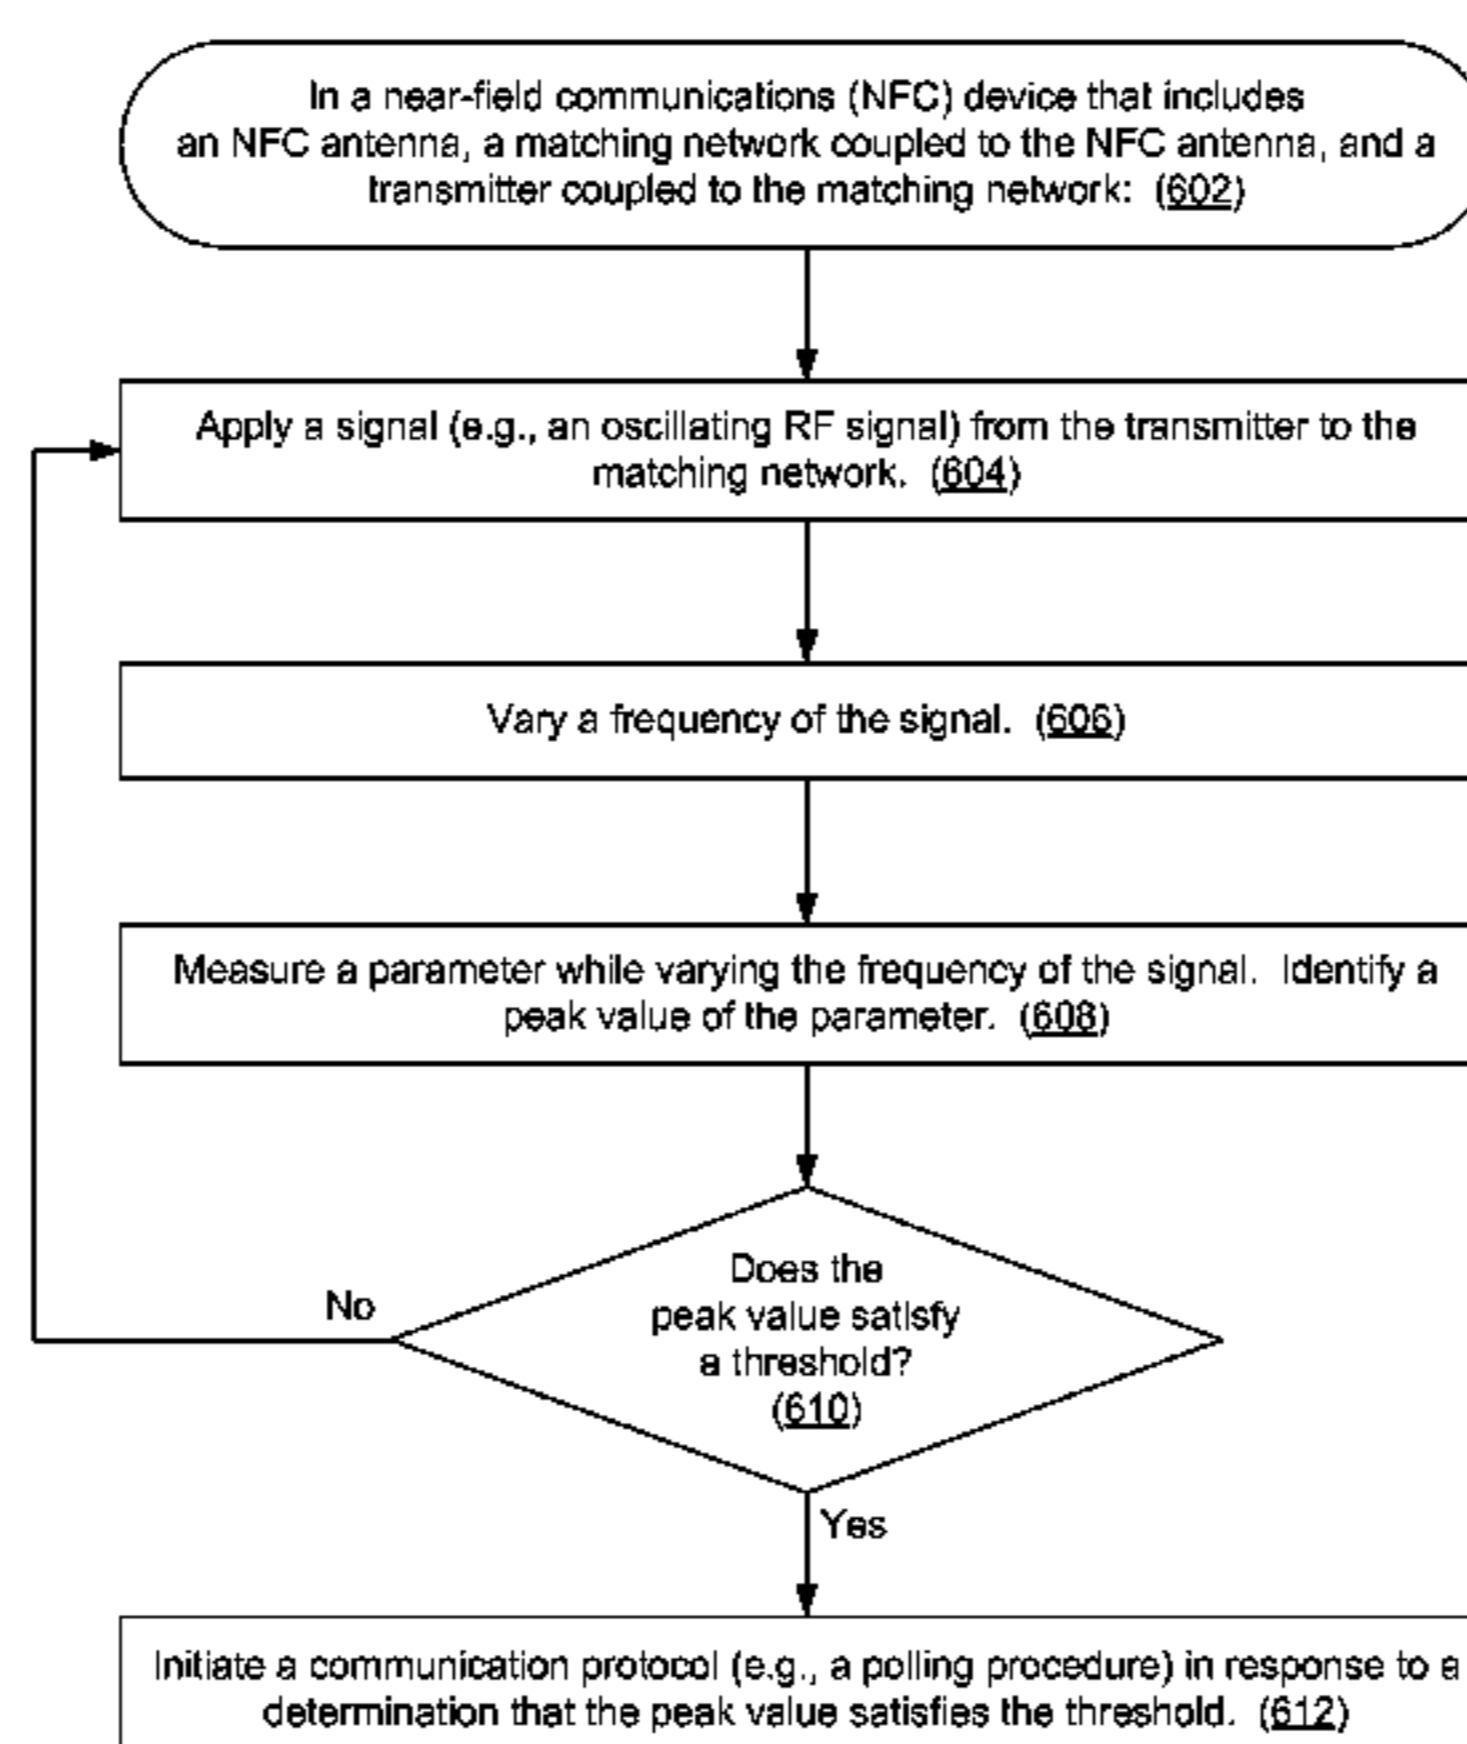 In a near-field communications (NFC) device that includes
an NFC antenna, a matching network coupled to the NFC antenna, and a
transmitter coupled to the matching network: (602)
Apply a signal (e.g., an oscillating RF signal) from the transmitter to the
matching network. (604)
Vary a frequency of the signal. (606)
Measure a parameter while varying the frequency of the signal. Identify a
peak value of the parameter. (608)
Does the
peak value satisfy
a threshold?
(610)
No
Yes
Initiate a communication protocol (e.g., a polling procedure) in response to a
determination that the peak value satisfies the threshold. (612)